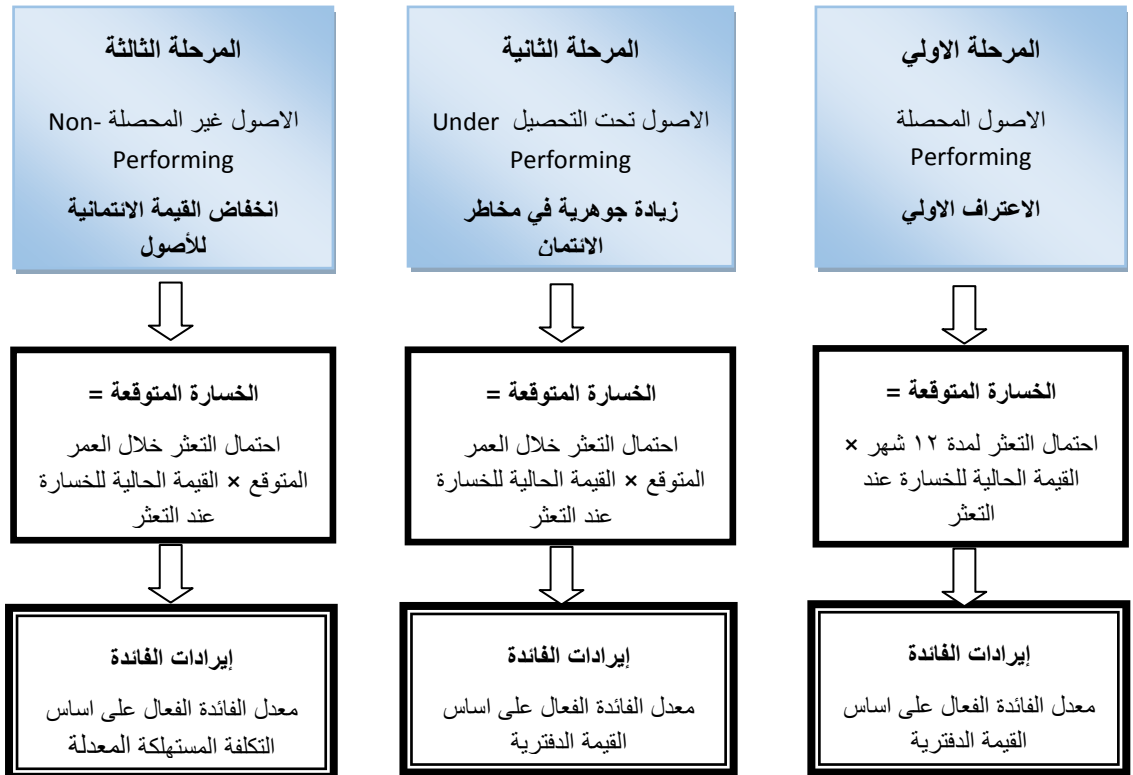 المرحلة الاولي
الاصول المحصلة
Performing
الاعتراف الاولي
الخسارة المتوقعة =
احتمال التعثر لمدة ١٢ شهر ×
القيمة الحالية للخسارة عند
التعثر
إيرادات الفائدة
معدل الفائدة الفعال على اساس
القيمة الدفترية
المرحلة الثانية
الاصول تحت التحصيل Under
Performing
زيادة جوهرية في مخاطر
الائتمان
الخسارة المتوقعة =
احتمال التعثر خلال العمر
المتوقع × القيمة الحالية للخسارة
عند التعثر
إيرادات الفائدة
معدل الفائدة الفعال على اساس
القيمة الدفترية
المرحلة الثالثة
الاصول غير المحصلة Non-
Performing
انخفاض القيمة الائتمانية
للأصول
الخسارة المتوقعة =
احتمال التعثر خلال العمر
المتوقع × القيمة الحالية للخسارة
عند التعثر
إيرادات الفائدة
معدل الفائدة الفعال على اساس
التكلفة المستهلكة المعدلة